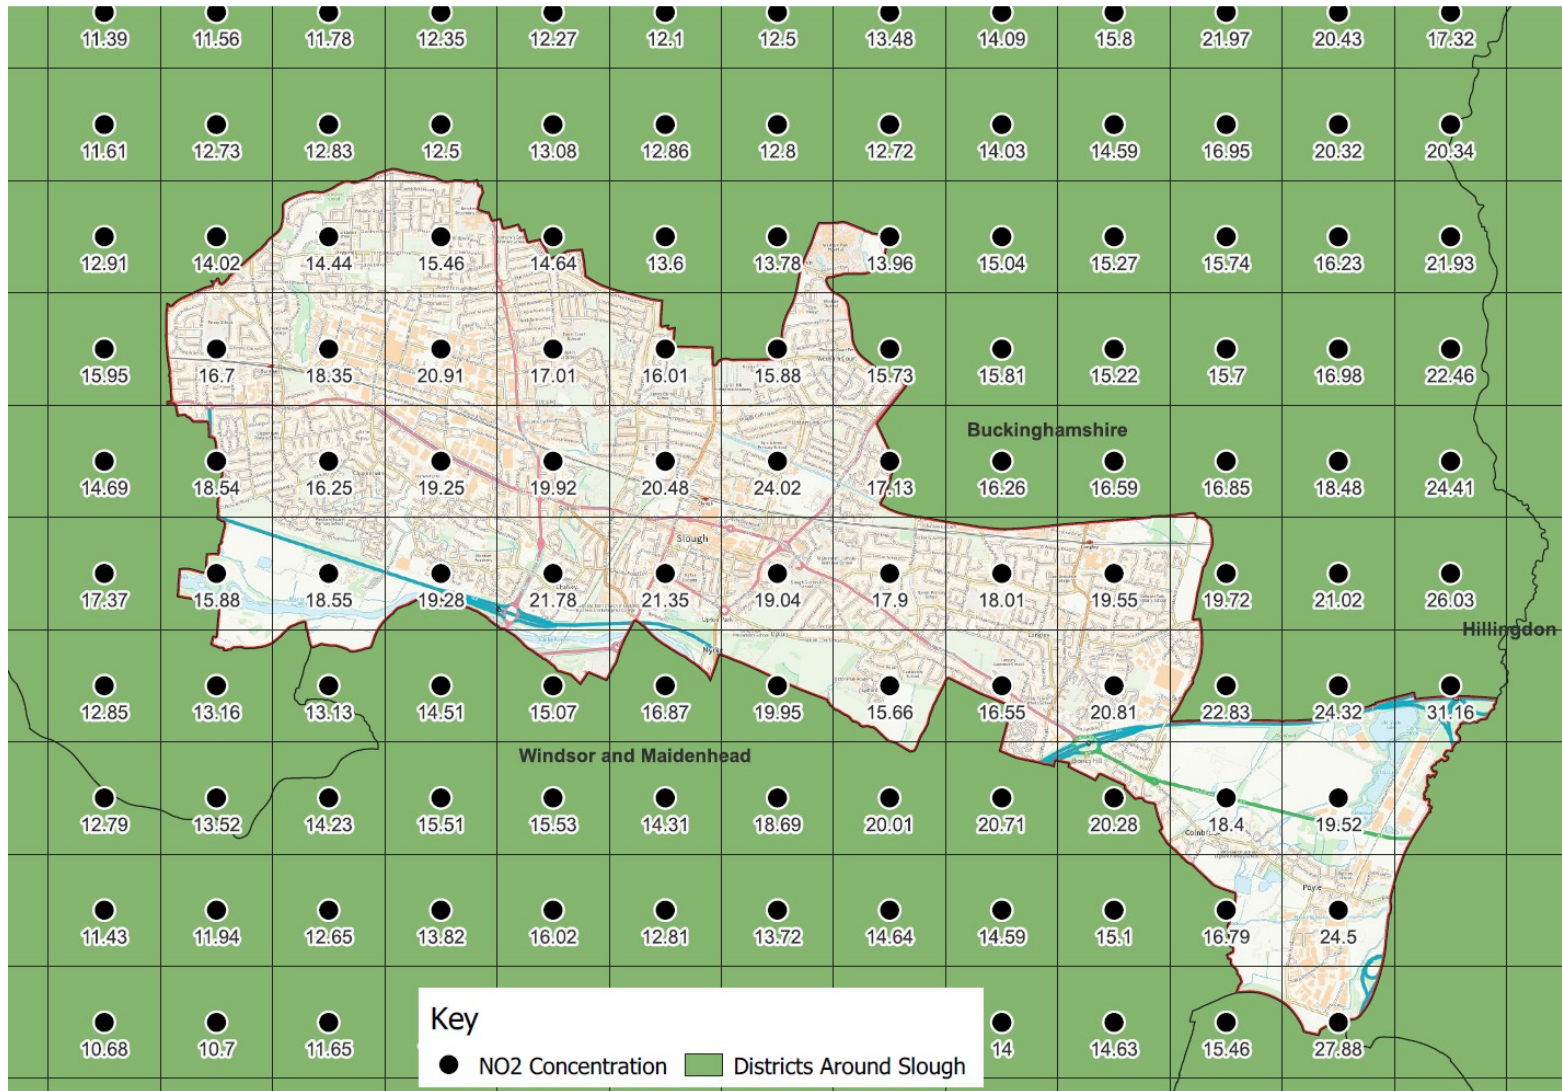 11.39 11.56 11.78 12.35 12.27 12.1 12.5 13.48 14.09 15.8 21.97 20.43 17.32
11.61 12.73 12.83 12.5 13.08 12.86 12.8 12.72 14.03 14.59 16.95 20.32 20.34
12.91 14.02 14.44 15.46 14.64 13.6 13.78 13.96 15.04 15.27 15.74 16.23 21.93
15.95 16.7 18.35 20.91 17.01 16.01 15.88 15.73 15.81 15.22 15.7 16.98 22.46
Buckinghamshire
14.69 18.54 16.25 19.25 19.92 20.48 24.02 17.13 16.26 16.59 16.85 18.48 24.41
Slough
17.37 15.88 18.55 19.28 21.78 21.35 19.04 17.9 18.01 19.55 19.72 21.02 26.03
Hillingdon
12.85 13.16 13.13 14.51 15.07 16.87 19.95 15.66 16.55 20.81 22.83 24.32 31.16
Windsor and Maidenhead
12.79 13.52 14.23 15.51 15.53 14.31 18.69 20.01 20.71 20.28 18.4 19.52
Poyle
11.43 11.94 12.65 13.82 16.02 12.81 13.72 14.64 14.59 15.1 16.79 24.5
10.68 10.7 11.65 14 14.63 15.46 27.88
Key
NO2 Concentration Districts Around Slough